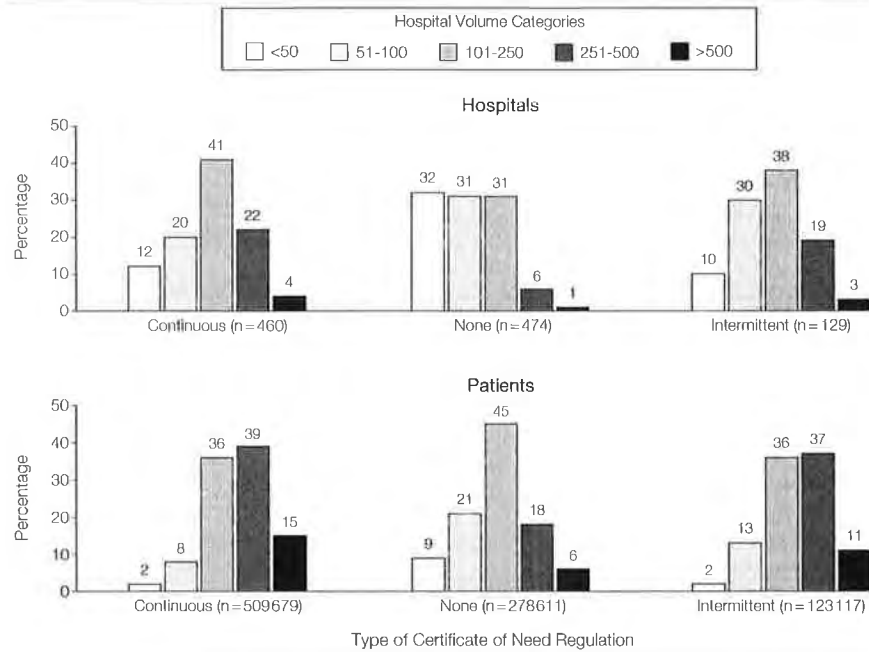 Hospital Volume Categories
<50 51-100 101-250 251-500 >500
Hospitals
50
40
30
20
10
0
Percentage
12 20 41 22 4
32 31 31 6 1
10 30 38 19 3
Continuous (n=460) None (n=474) Intermittent (n=129)
Patients
50
40
30
20
10
0
Percentage
2 8 36 39 15
9 21 45 18 6
2 13 36 37 11
Continuous (n=509679) None (n=278611) Intermittent (n=123117)
Type of Certificate of Need Regulation